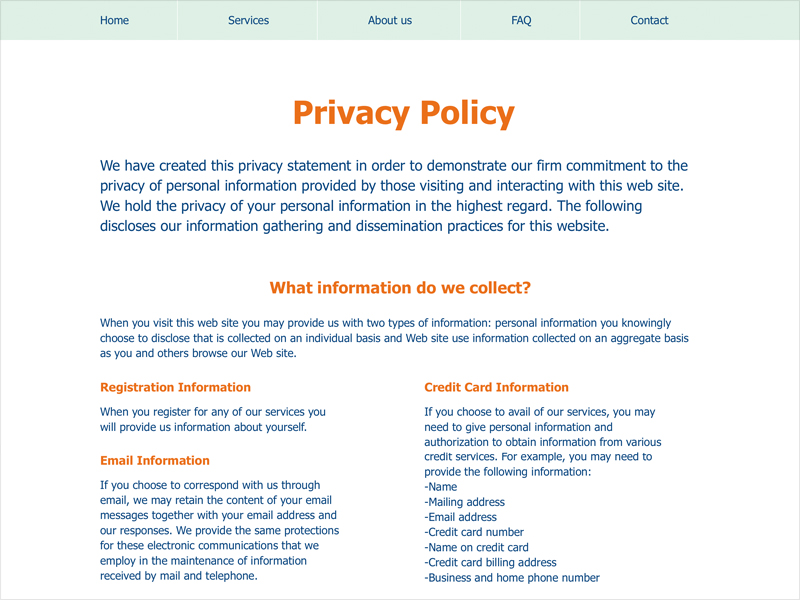 Home
Services
About us
FAQ
Contact
Privacy Policy
We have created this privacy statement in order to demonstrate our firm commitment to the
privacy of personal information provided by those visiting and interacting with this web site.
We hold the privacy of your personal information in the highest regard. The following
discloses our information gathering and dissemination practices for this website.
What information do we collect?
When you visit this web site you may provide us with two types of information: personal information you knowingly
choose to disclose that is collected on an individual basis and Web site use information collected on an aggregate basis
as you and others browse our Web site.
Registration Information
When you register for any of our services you
will provide us information about yourself.
Email Information
If you choose to correspond with us through
email, we may retain the content of your email
messages together with your email address and
our responses. We provide the same protections
for these electronic communications that we
employ in the maintenance of information
received by mail and telephone.
Credit Card Information
If you choose to avail of our services, you may
need to give personal information and
authorization to obtain information from various
credit services. For example, you may need to
provide the following information:
-Name
-Mailing address
-Email address
-Credit card number
-Name on credit card
-Credit card billing address
-Business and home phone number